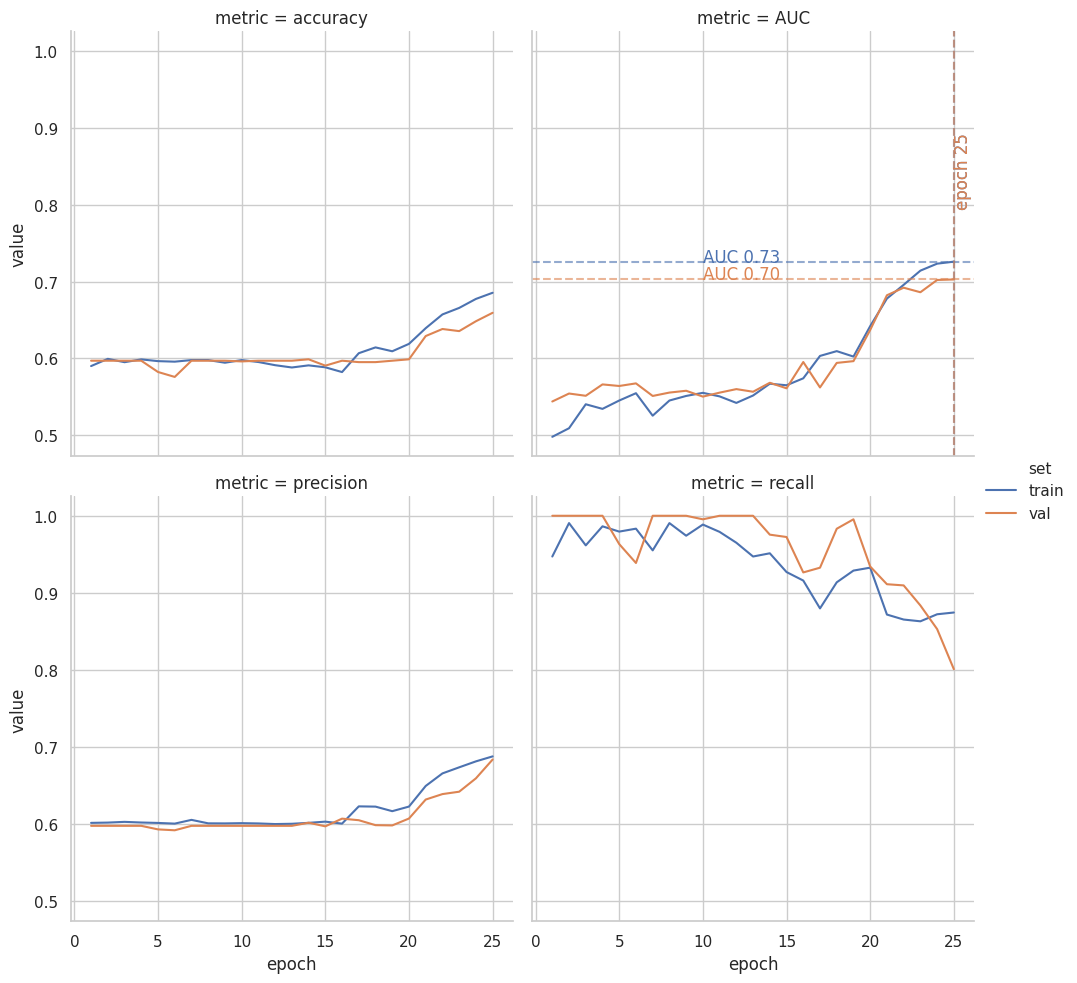 metric = accuracy
metric = AUC
1.0
0.9
0.8
0.7
0.6
0.5
value
AUC 0.73
AUC 0.70
epoch 25
set
train
val
metric = precision
metric = recall
1.0
0.9
0.8
0.7
0.6
0.5
value
0
5
10
15
20
25
epoch
0
5
10
15
20
25
epoch